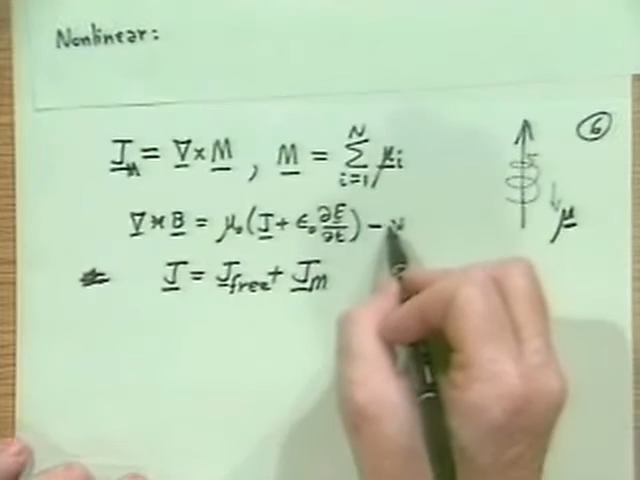 Nonlinear:
6
J_M = ∇×M , M = Σ_{i=1}^{N} μ_i
∇×B = μ₀(J + ε₀ ∂E/∂t) –
μ
J = J_free + J_M